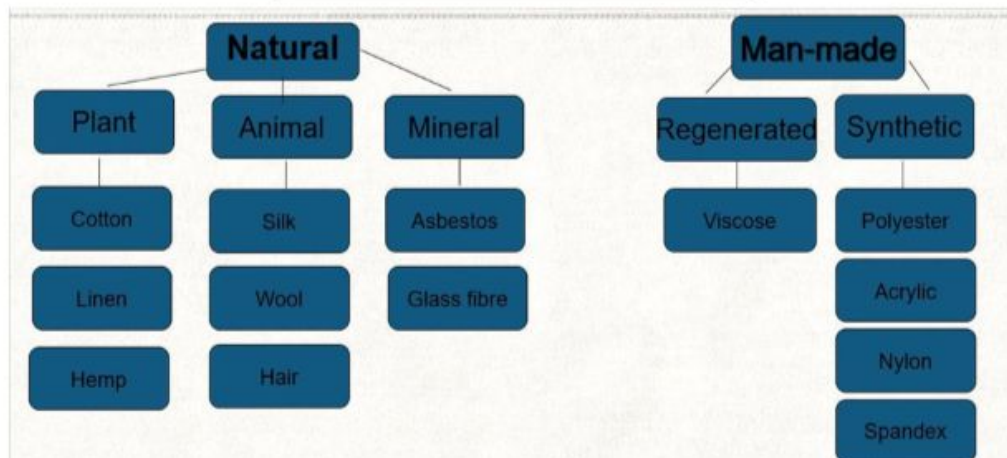 Natural
Man-made
Plant
Animal
Mineral
Regenerated
Synthetic
Cotton
Silk
Asbestos
Viscose
Polyester
Linen
Wool
Glass fibre
Acrylic
Hemp
Hair
Nylon
Spandex